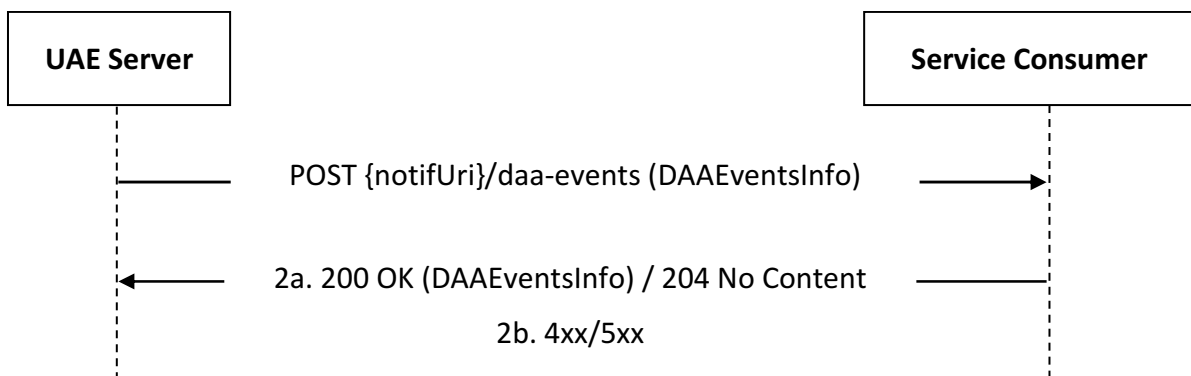 UAE Server
Service Consumer
POST {notifUri}/daa-events (DAAEventsInfo)
2a. 200 OK (DAAEventsInfo) / 204 No Content
2b. 4xx/5xx